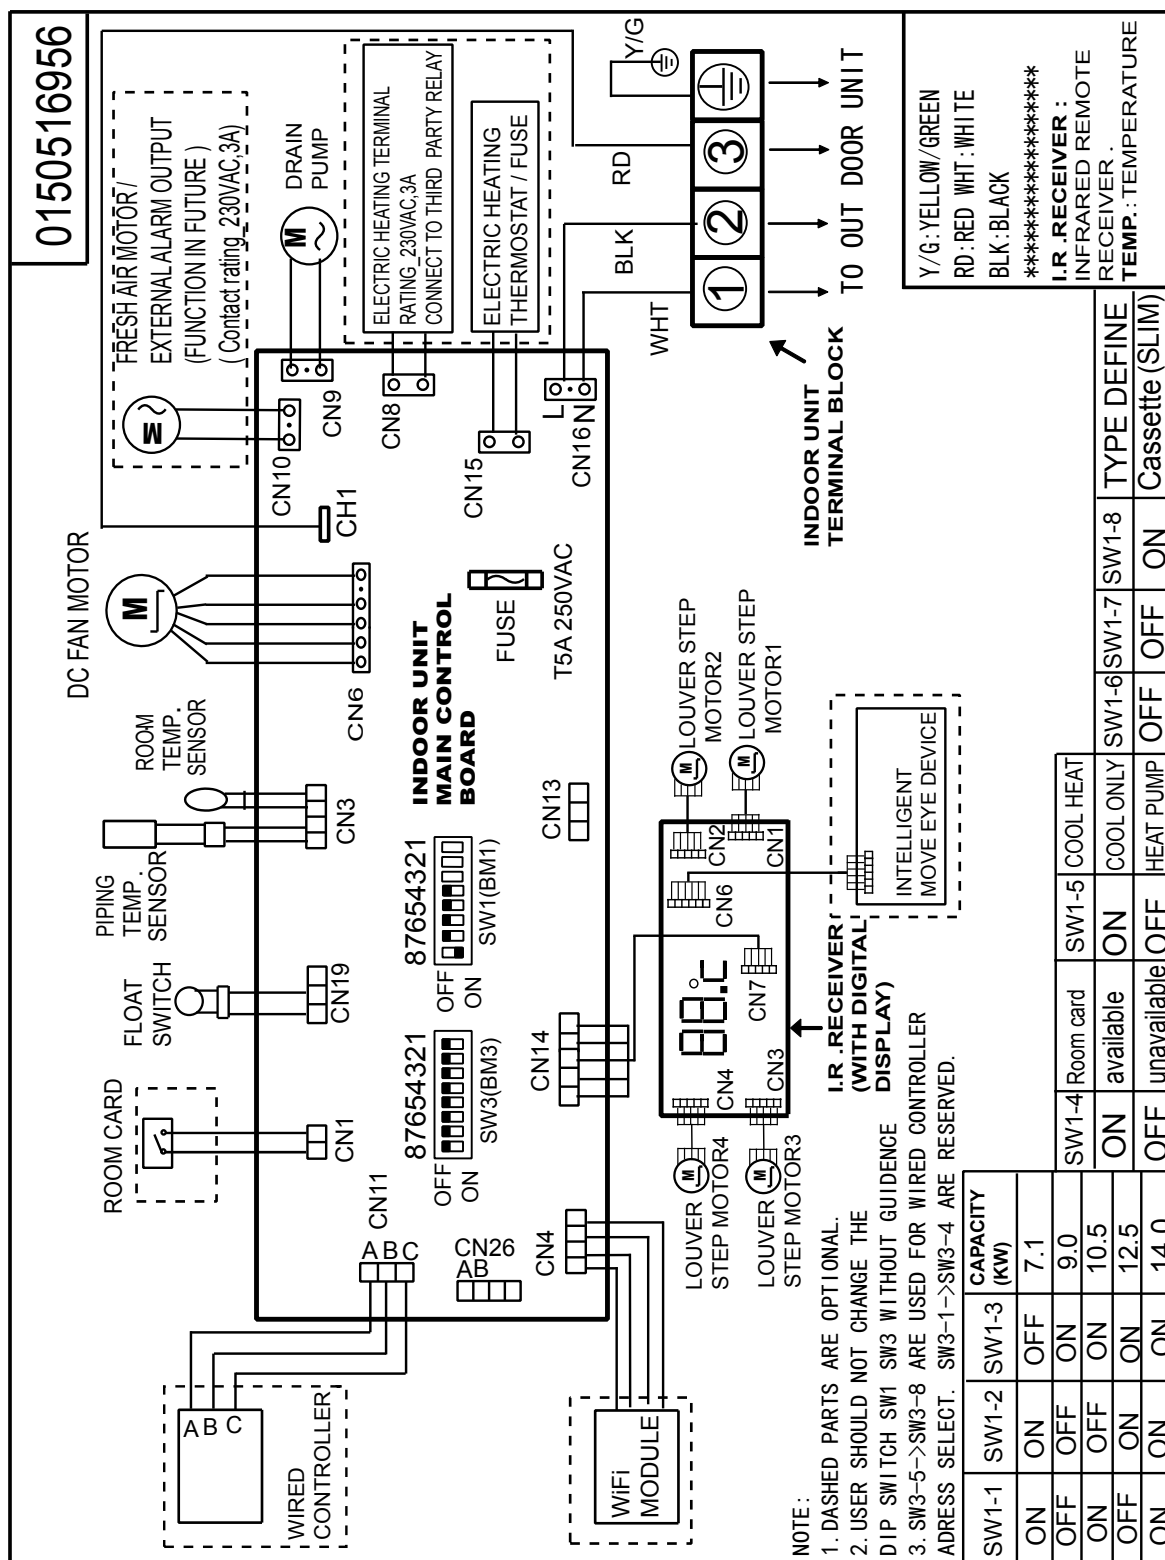 0150516956
FRESH AIR MOTOR /
EXTERNAL ALARM OUTPUT
(FUNCTION IN FUTURE )
( Contact rating 230VAC,3A)
M
DRAIN
PUMP
M
ELECTRIC HEATING TERMINAL
RATING_230VAC,3A
CONNECT TO THIRD PARTY RELAY
ELECTRIC HEATING
THERMOSTAT / FUSE
CN10
CN9
CN8
CN15
CN16
L
N
CH1
DC FAN MOTOR
M
CN6
ROOM
TEMP.
SENSOR
PIPING
TEMP.
SENSOR
CN3
FLOAT
SWITCH
CN19
ROOM CARD
CN1
CN11
A B C
CN26
AB
CN4
WIRED
CONTROLLER
A B C
WiFi
MODULE
INDOOR UNIT
MAIN CONTROL
BOARD
FUSE
T5A 250VAC
CN13
87654321
OFF
ON
SW1(BM1)
87654321
OFF
ON
SW3(BM3)
CN14
WHT
BLK
RD
Y/G
1
2
3
TO OUT DOOR UNIT
INDOOR UNIT
TERMINAL BLOCK
LOUVER STEP
MOTOR2
M
LOUVER STEP
MOTOR1
M
CN2
CN1
CN6
CN7
CN4
CN3
88°C
INTELLIGENT
MOVE EYE DEVICE
I.R .RECEIVER
(WITH DIGITAL
DISPLAY)
LOUVER
STEP MOTOR4
M
LOUVER
STEP MOTOR3
M
Y/G:YELLOW/GREEN
RD:RED WHT:WHITE
BLK:BLACK
********************
I.R.RECEIVER :
INFRARED REMOTE
RECEIVER .
TEMP.:TEMPERATURE
NOTE:
1.DASHED PARTS ARE OPTIONAL.
2.USER SHOULD NOT CHANGE THE
DIP SWITCH SW1 SW3 WITHOUT GUIDENCE
3.SW3-5->SW3-8 ARE USED FOR WIRED CONTROLLER
ADRESS SELECT. SW3-1->SW3-4 ARE RESERVED.
SW1-1 SW1-2 SW1-3 CAPACITY (KW)
ON ON OFF 7.1
OFF OFF ON 9.0
ON OFF ON 10.5
OFF ON ON 12.5
ON ON ON 14.0
SW1-4 Room card SW1-5 COOL HEAT
ON available ON COOL ONLY SW1-6 SW1-7 SW1-8 TYPE DEFINE
OFF unavailable OFF HEAT PUMP OFF OFF ON Cassette (SLIM)